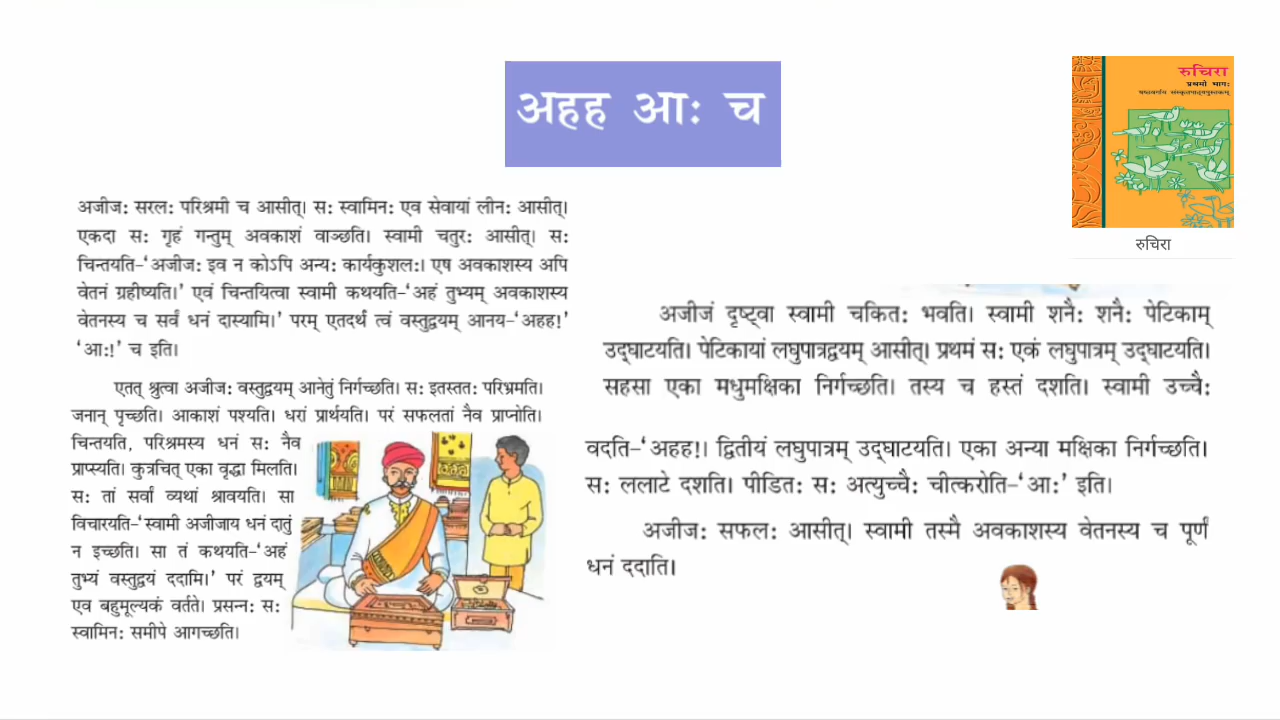 अहह आः च
रुचिरा
प्रथमो भागः
षष्ठवर्गाय संस्कृतपाठ्यपुस्तकम्
रुचिरा
अजीजः सरलः परिश्रमी च आसीत्। सः स्वामिनः एव सेवायां लीनः आसीत्।
एकदा सः गृहं गन्तुम् अवकाशं वाञ्छति। स्वामी चतुरः आसीत्। सः
चिन्तयति-‘अजीजः इव न कोऽपि अन्यः कार्यकुशलः। एष अवकाशस्य अपि
वेतनं ग्रहीष्यति।’ एवं चिन्तयित्वा स्वामी कथयति-‘अहं तुभ्यम् अवकाशस्य
वेतनस्य च सर्वं धनं दास्यामि।’ परम् एतदर्थं त्वं वस्तुद्वयम् आनय-‘अहह!’
‘आः!’ च इति।
एतत् श्रुत्वा अजीजः वस्तुद्वयम् आनेतुं निर्गच्छति। सः इतस्ततः परिभ्रमति।
जनान् पृच्छति। आकाशं पश्यति। धरां प्रार्थयति। परं सफलतां नैव प्राप्नोति।
चिन्तयति, परिश्रमस्य धनं सः नैव
प्राप्स्यति। कुत्रचित् एका वृद्धा मिलति।
सः तां सर्वां व्यथां श्रावयति। सा
विचारयति-‘स्वामी अजीजाय धनं दातुं
न इच्छति। सा तं कथयति-‘अहं
तुभ्यं वस्तुद्वयं ददामि।’ परं द्वयम्
एव बहुमूल्यकं वर्तते। प्रसन्नः सः
स्वामिनः समीपे आगच्छति।
अजीजं दृष्ट्वा स्वामी चकितः भवति। स्वामी शनैः शनैः पेटिकाम्
उद्घाटयति। पेटिकायां लघुपात्रद्वयम् आसीत्। प्रथमं सः एकं लघुपात्रम् उद्घाटयति।
सहसा एका मधुमक्षिका निर्गच्छति। तस्य च हस्तं दशति। स्वामी उच्चैः
वदति-‘अहह!। द्वितीयं लघुपात्रम् उद्घाटयति। एका अन्या मक्षिका निर्गच्छति।
सः ललाटे दशति। पीडितः सः अत्युच्चैः चीत्करोति-‘आः’ इति।
अजीजः सफलः आसीत्। स्वामी तस्मै अवकाशस्य वेतनस्य च पूर्णं
धनं ददाति।